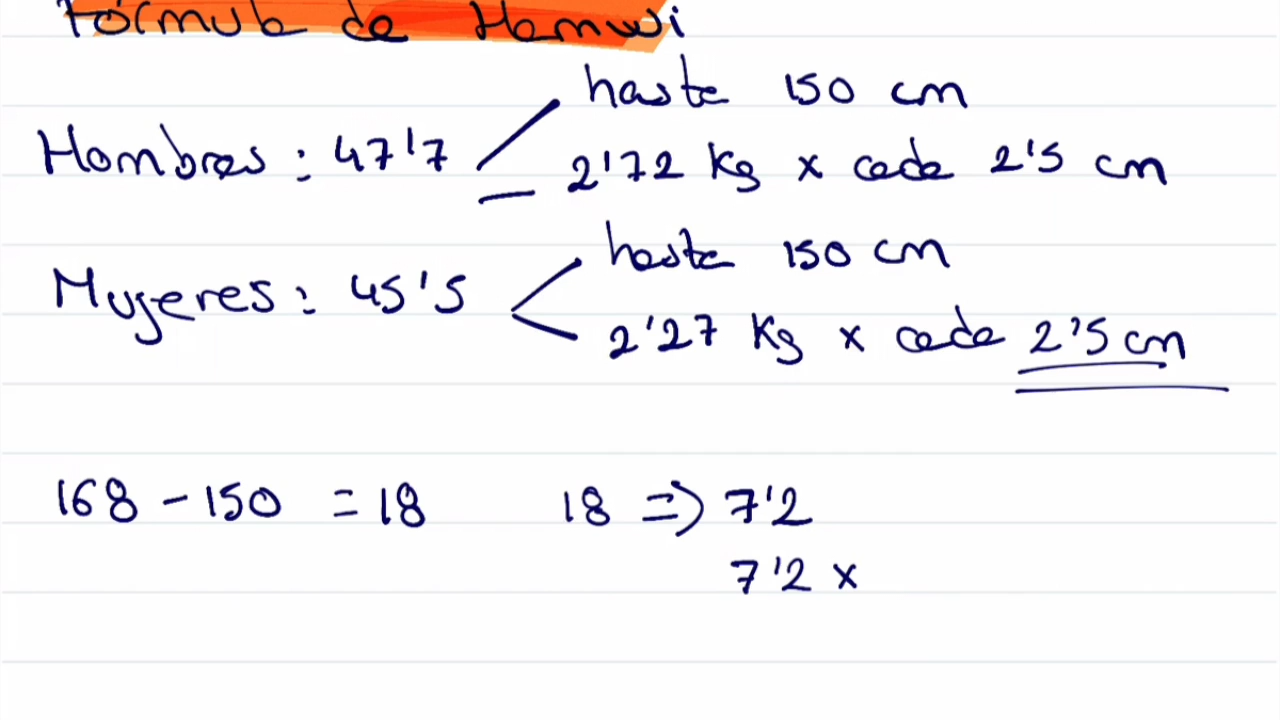 Fórmula de Hamwi
hasta 150 cm
Hombres: 47'7
2'72 Kg x cada 2'5 cm
hasta 150 cm
Mujeres: 45'5
2'27 Kg x cada 2'5 cm
168 - 150 = 18 18 => 7'2
7'2 x